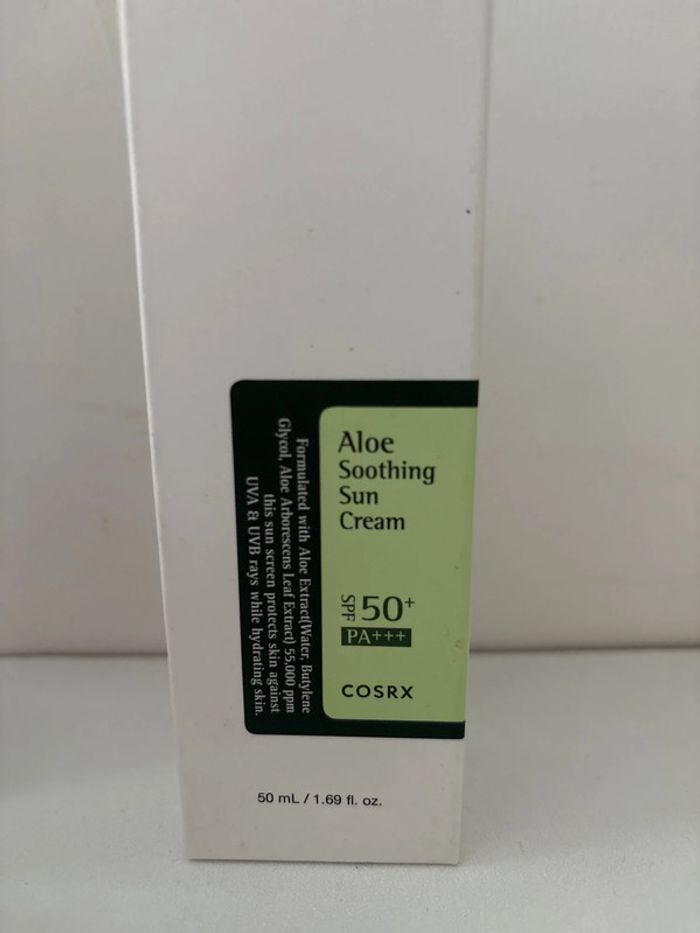 Aloe
Soothing
Sun
Cream
SPF 50+
PA+++
COSRX
Formulated with Aloe Extract(Water, Butylene
Glycol, Aloe Arborescens Leaf Extract) 55,000 ppm
this sun screen protects skin against
UVA & UVB rays while hydrating skin.
50 mL / 1.69 fl. oz.